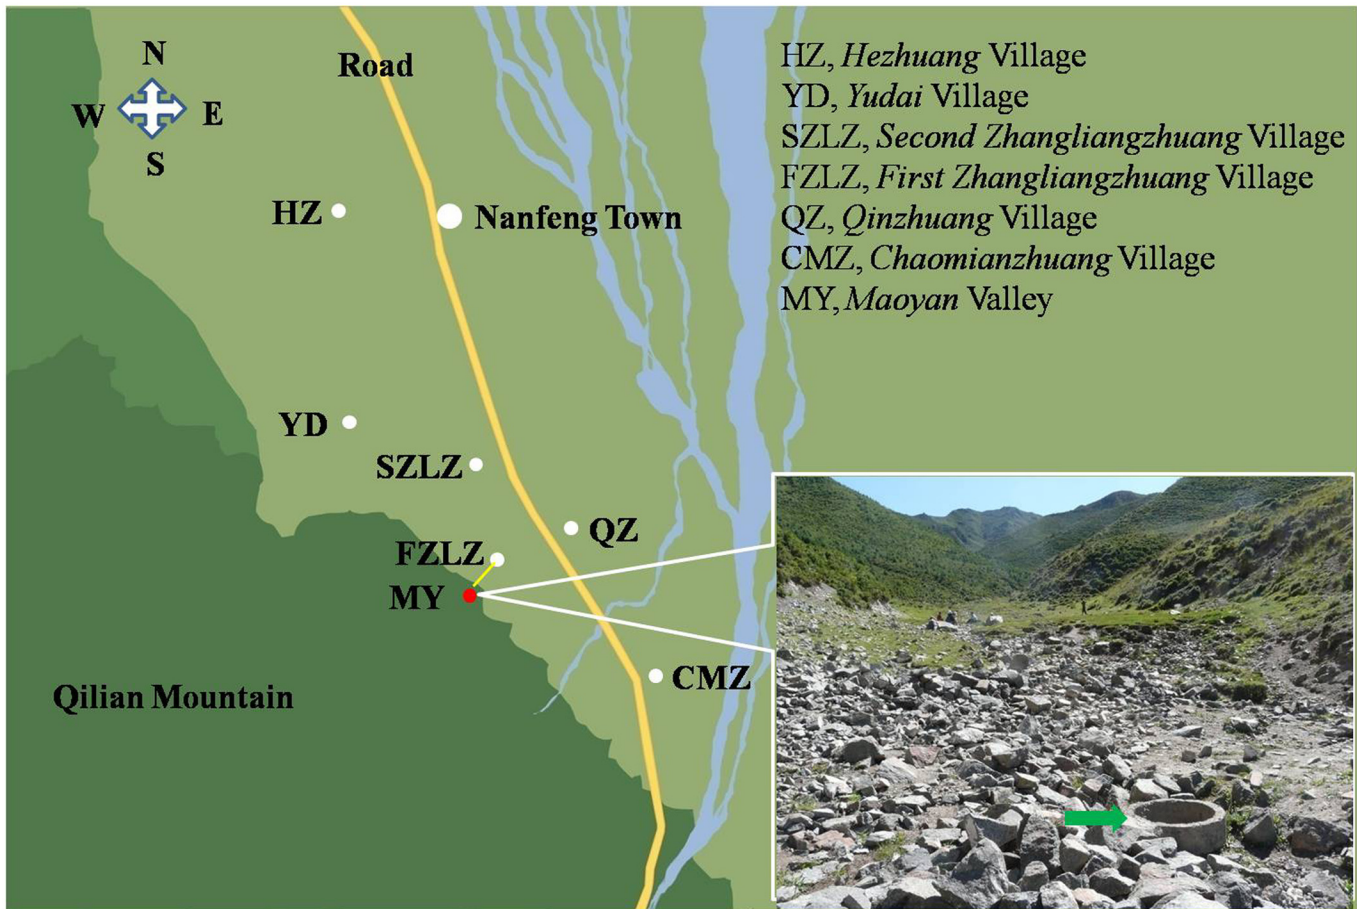 N
W E
S
Road
HZ
Nanfeng Town
YD
SZLZ
QZ
FZLZ
MY
CMZ
Qilian Mountain
HZ, Hezhuang Village
YD, Yudai Village
SZLZ, Second Zhangliangzhuang Village
FZLZ, First Zhangliangzhuang Village
QZ, Qinzhuang Village
CMZ, Chaomianzhuang Village
MY, Maoyan Valley